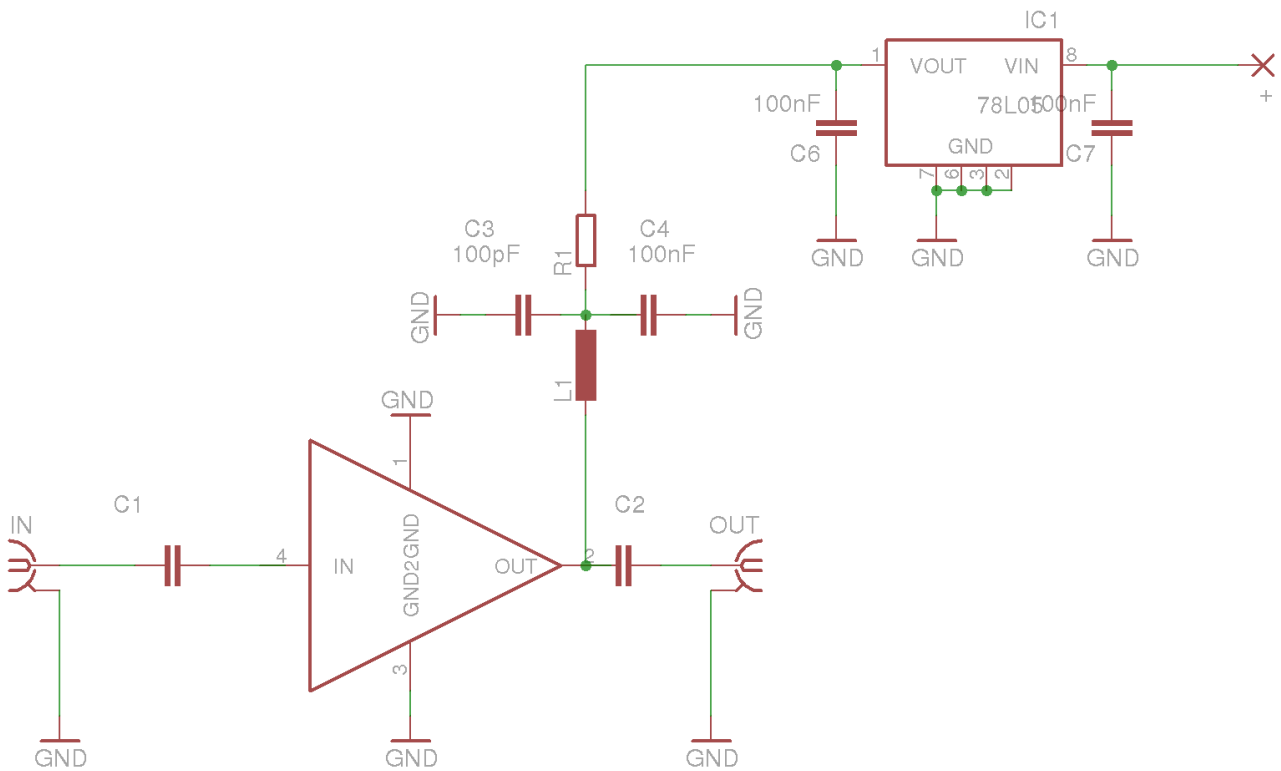 IC1
1
VOUT
VIN
8
+
100nF
78L05
100nF
C6
GND
C7
7
6
3
2
GND
GND
GND
C3
100pF
R1
C4
100nF
GND
GND
L1
GND
1
IN
C1
4
IN
GND2GND
OUT
2
C2
OUT
3
GND
GND
GND